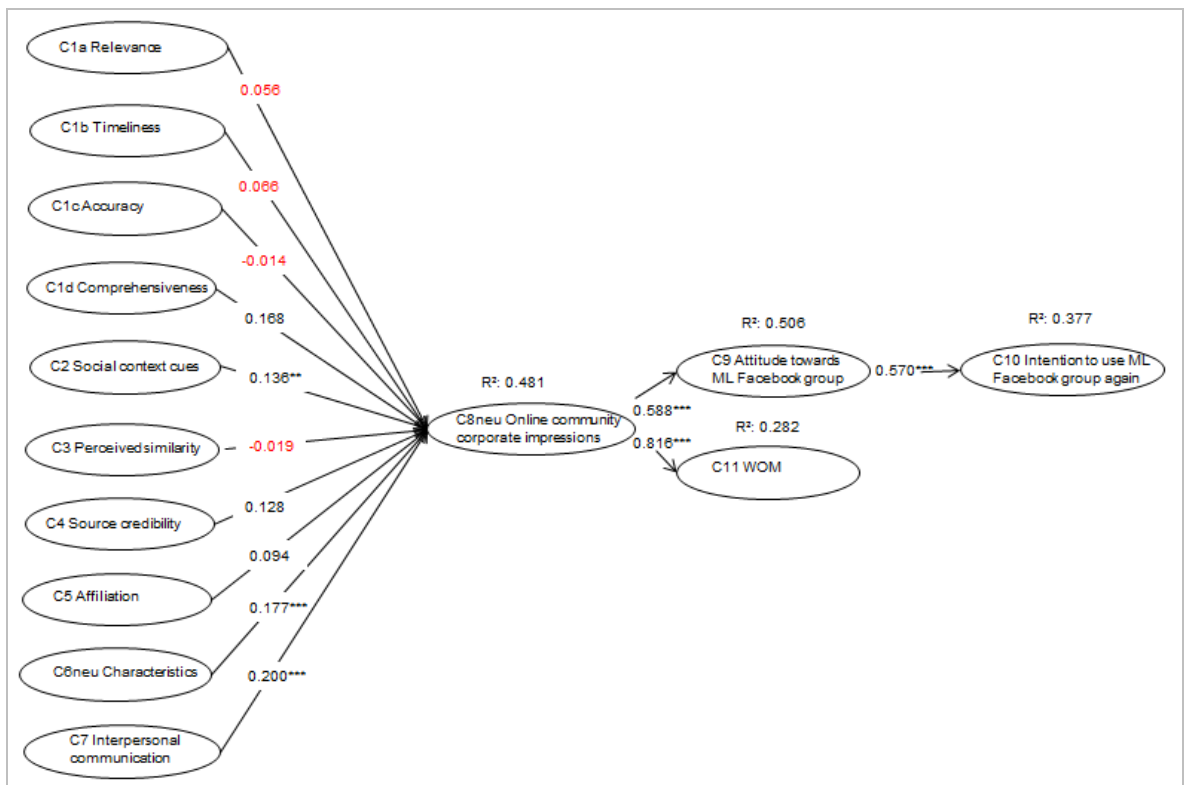 C1a Relevance
0.056
C1b Timeliness
0.066
C1c Accuracy
-0.014
C1d Comprehensiveness
0.168
C2 Social context cues
0.136**
C3 Perceived similarity
-0.019
C4 Source credibility
0.128
C5 Affiliation
0.094
C6neu Characteristics
0.177***
C7 Interpersonal
communication
0.200***
R²: 0.481
C8neu Online community
corporate impressions
0.588***
0.816***
R²: 0.506
C9 Attitude towards
ML Facebook group
0.570***
R²: 0.377
C10 Intention to use ML
Facebook group again
R²: 0.282
C11 WOM